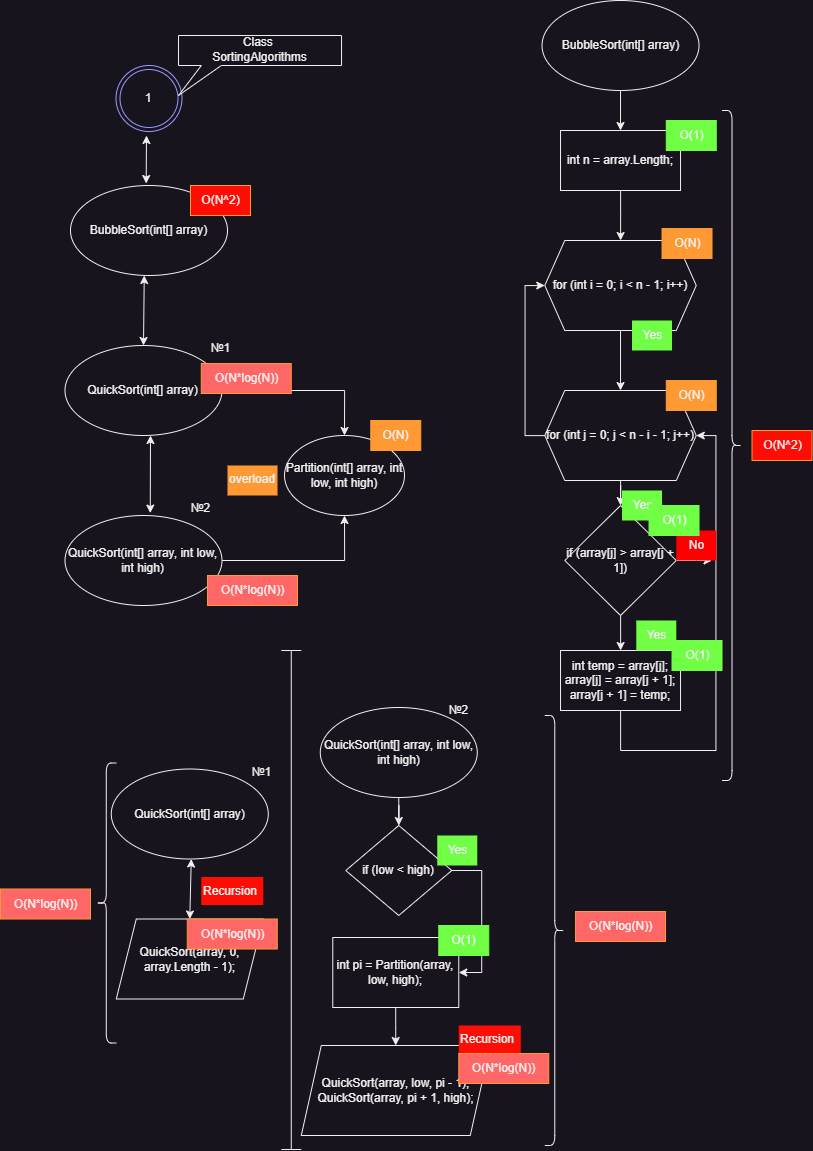 Class
SortingAlgorithms
1
O(N^2)
BubbleSort(int[] array)
№1
O(N*log(N))
QuickSort(int[] array)
O(N)
Partition(int[] array, int
low, int high)
overload
№2
QuickSort(int[] array, int low,
int high)
O(N*log(N))
BubbleSort(int[] array)
O(1)
int n = array.Length;
O(N)
for (int i = 0; i < n - 1; i++)
Yes
O(N)
for (int j = 0; j < n - i - 1; j++)
O(N^2)
Yes
O(1)
No
if (array[j] > array[j +
1])
Yes
O(1)
int temp = array[j];
array[j] = array[j + 1];
array[j + 1] = temp;
№1
QuickSort(int[] array)
Recursion
O(N*log(N))
O(N*log(N))
QuickSort(array, 0,
array.Length - 1);
№2
QuickSort(int[] array, int low,
int high)
Yes
if (low < high)
O(N*log(N))
O(1)
int pi = Partition(array,
low, high);
Recursion
O(N*log(N))
QuickSort(array, low, pi - 1);
QuickSort(array, pi + 1, high);